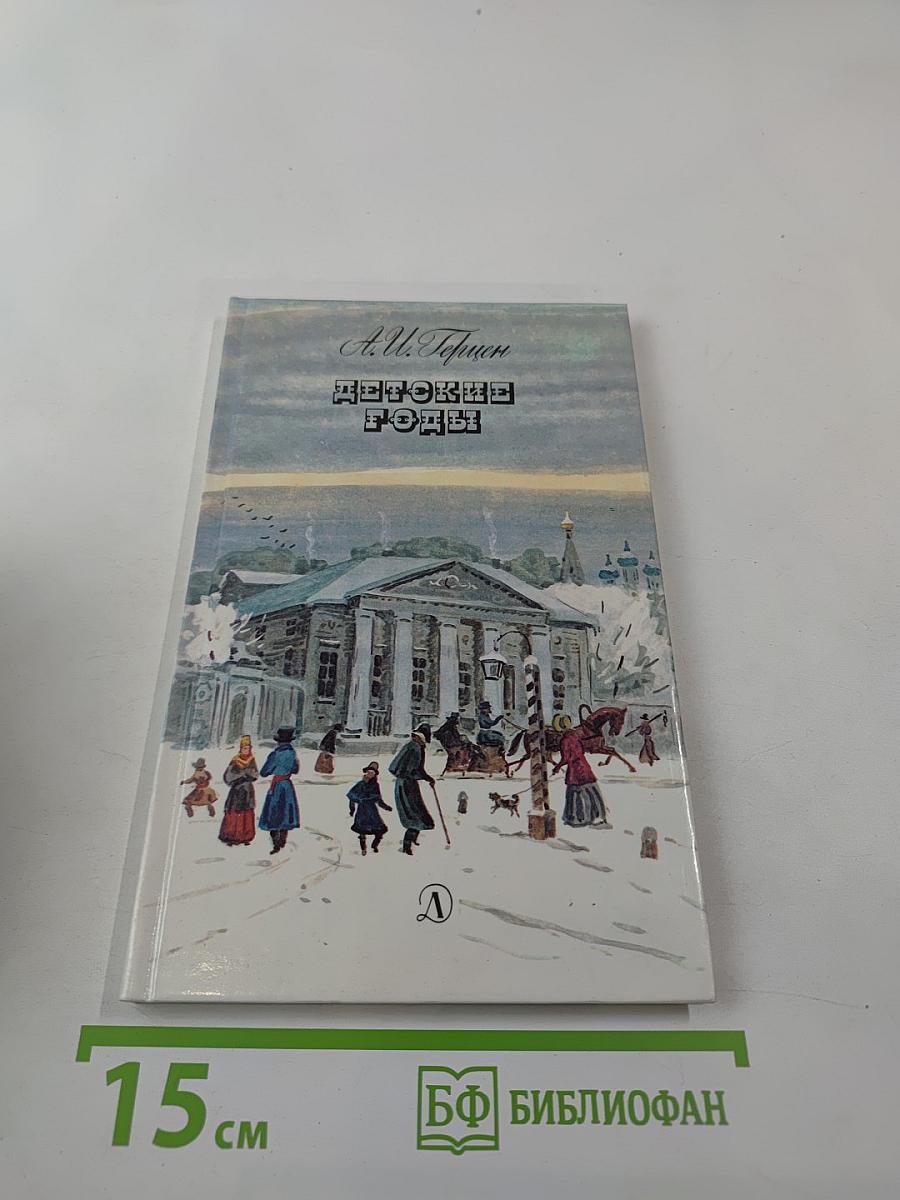 А.И.Герцен
ДЕТСКИЕ
ГОДЫ
Д
15 см
БФ БИБЛИОФАН